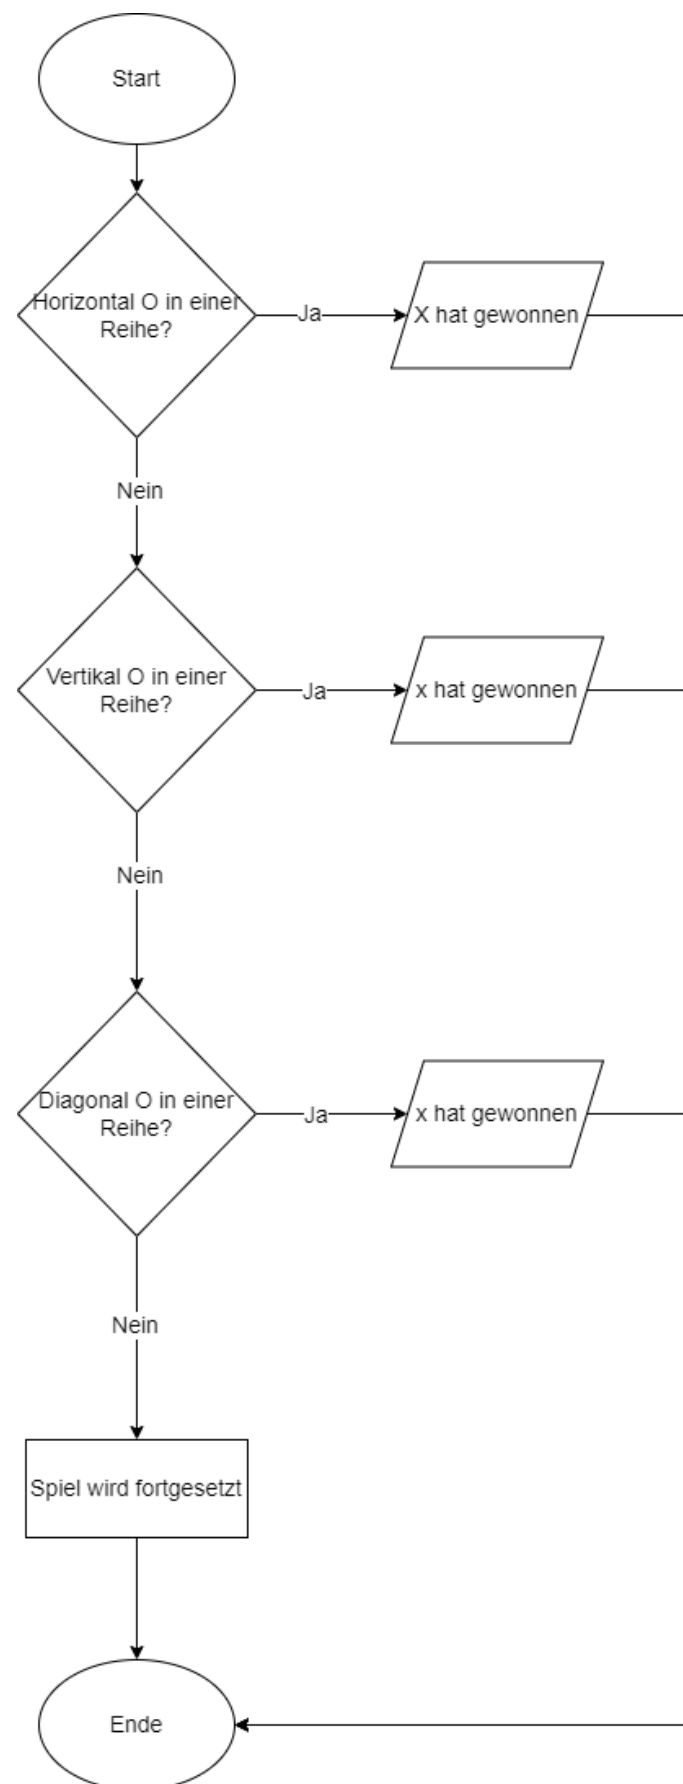 Start
Horizontal O in einer
Reihe?
Ja
X hat gewonnen
Nein
Vertikal O in einer
Reihe?
Ja
x hat gewonnen
Nein
Diagonal O in einer
Reihe?
Ja
x hat gewonnen
Nein
Spiel wird fortgesetzt
Ende